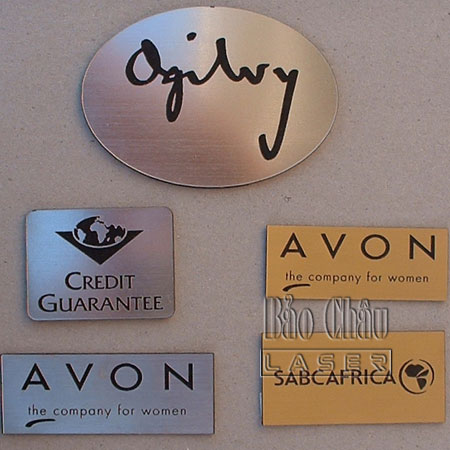 Ogilvy
CREDIT
GUARANTEE
AVON
the company for women
Bảo Châu
LASER
AVON
the company for women
SABCAFRICA